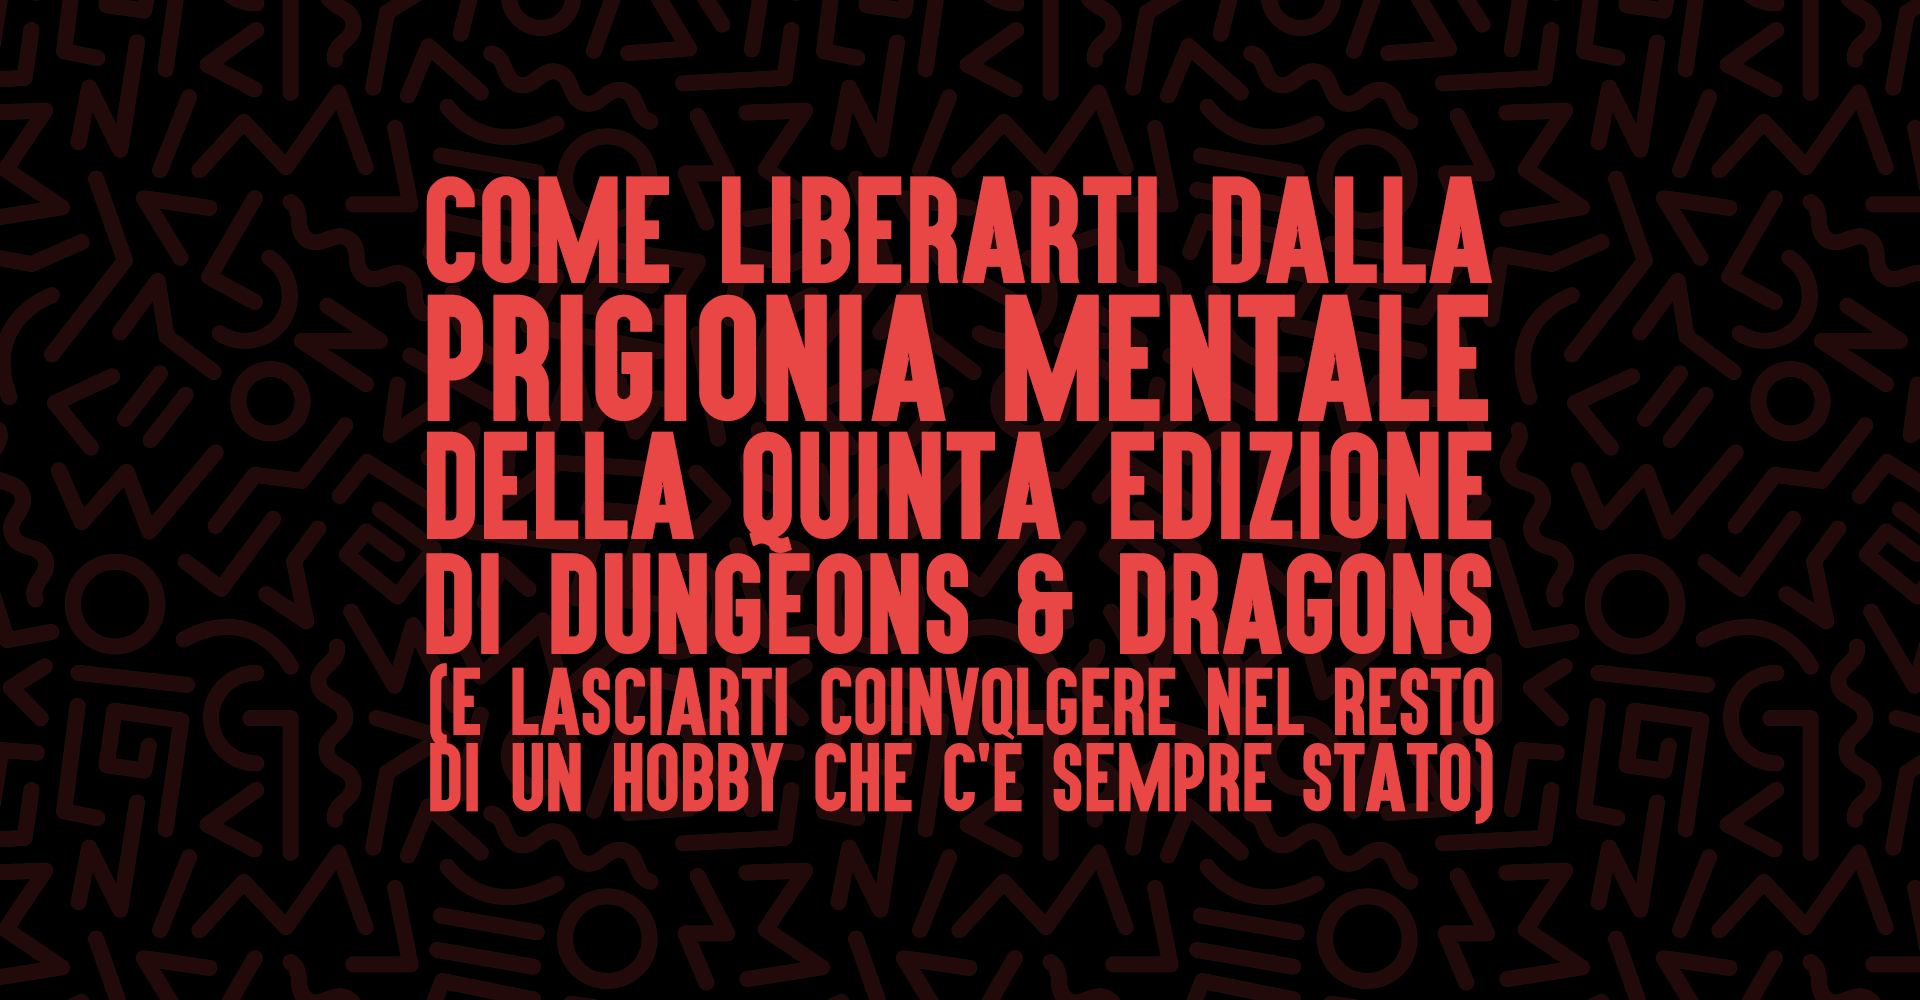 COME LIBERARTI DALLA
PRIGIONIA MENTALE
DELLA QUINTA EDIZIONE
DI DUNGEONS & DRAGONS
(E LASCIARTI COINVOLGERE NEL RESTO
DI UN HOBBY CHE C'E SEMPRE STATO)